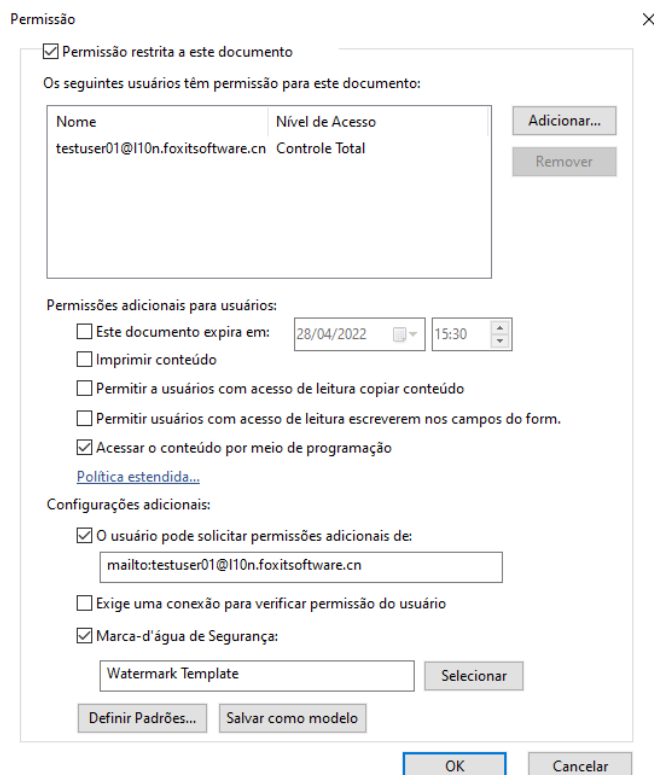 Permissão
Permissão restrita a este documento
Os seguintes usuários têm permissão para este documento:
Nome Nível de Acesso
Adicionar...
testuser01@l10n.foxitsoftware.cn Controle Total
Remover
Permissões adicionais para usuários:
Este documento expira em: 28/04/2022 15:30
Imprimir conteúdo
Permitir a usuários com acesso de leitura copiar conteúdo
Permitir usuários com acesso de leitura escreverem nos campos do form.
Acessar o conteúdo por meio de programação
Política estendida...
Configurações adicionais:
O usuário pode solicitar permissões adicionais de:
mailto:testuser01@l10n.foxitsoftware.cn
Exige uma conexão para verificar permissão do usuário
Marca-d'água de Segurança:
Watermark Template Selecionar
Definir Padrões... Salvar como modelo
OK Cancelar